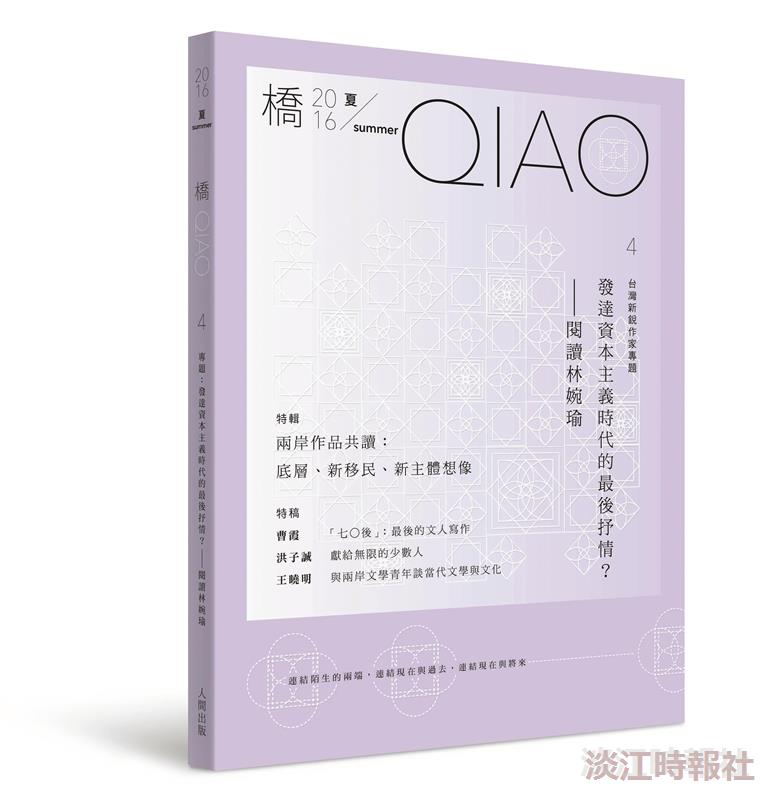 20
16
夏
summer
橋
QIAO
4
專題：發達資本主義時代的最後抒情？——閱讀林婉瑜
人間出版
橋 20 夏
16 summer
QIAO
4
台灣新銳作家專題
發達資本主義時代的最後抒情？
——閱讀林婉瑜
特輯
兩岸作品共讀：
底層、新移民、新主體想像
特稿
曹霞 「七〇後」：最後的文人寫作
洪子誠 獻給無限的少數人
王曉明 與兩岸文學青年談當代文學與文化
連結陌生的兩端，連結現在與過去，連結現在與將來
淡江時報社